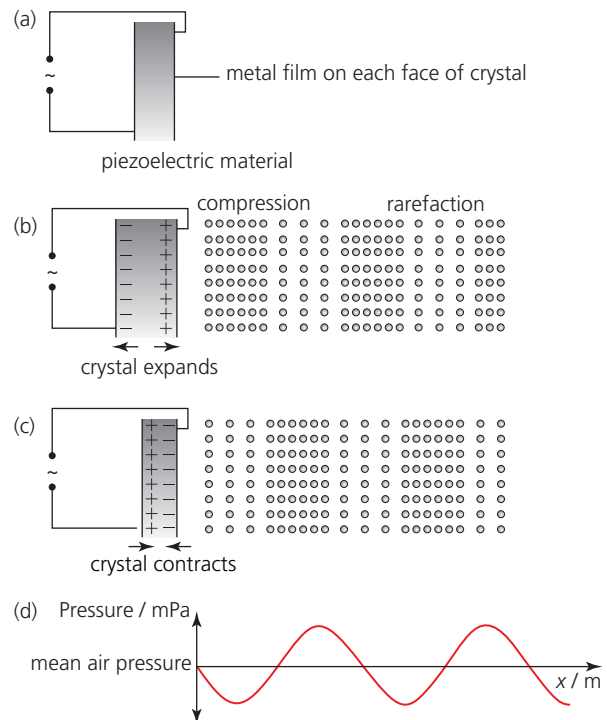 (a)
~
metal film on each face of crystal
piezoelectric material
(b)
compression rarefaction
~
crystal expands
(c)
~
crystal contracts
(d) Pressure / mPa
mean air pressure
x / m